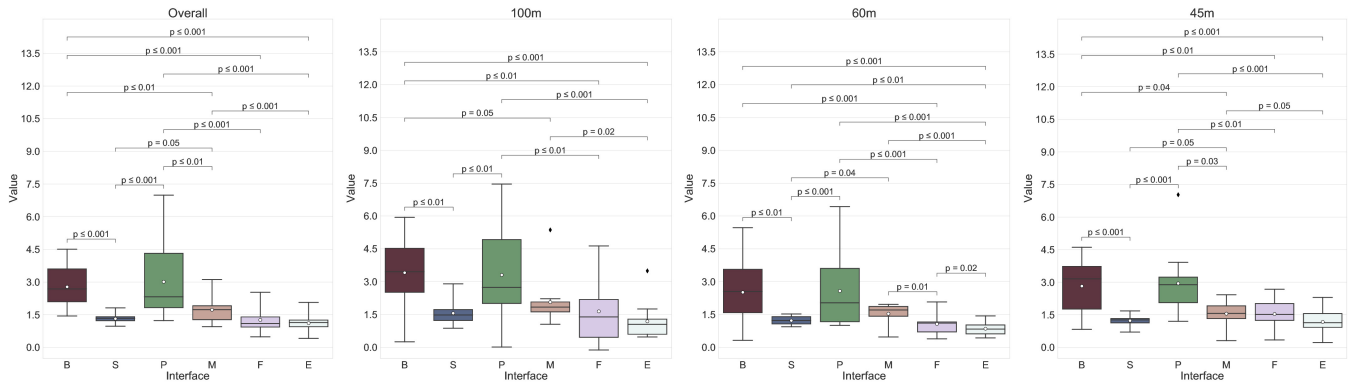 Overall
p ≤ 0.001
p ≤ 0.001
p ≤ 0.001
p ≤ 0.01
p ≤ 0.001
p ≤ 0.001
p = 0.05
p ≤ 0.01
p ≤ 0.001
p ≤ 0.001
13.5
12.0
10.5
9.0
7.5
6.0
4.5
3.0
1.5
0.0
Value
B S P M F E
Interface
100m
p ≤ 0.001
p ≤ 0.01
p ≤ 0.001
p = 0.05
p = 0.02
p ≤ 0.01
p ≤ 0.01
p ≤ 0.01
13.5
12.0
10.5
9.0
7.5
6.0
4.5
3.0
1.5
0.0
Value
B S P M F E
Interface
60m
p ≤ 0.001
p ≤ 0.001
p ≤ 0.001
p ≤ 0.001
p ≤ 0.001
p ≤ 0.001
p = 0.04
p ≤ 0.001
p ≤ 0.01
p = 0.02
p = 0.01
13.5
12.0
10.5
9.0
7.5
6.0
4.5
3.0
1.5
0.0
Value
B S P M F E
Interface
45m
p ≤ 0.001
p ≤ 0.01
p ≤ 0.001
p = 0.04
p = 0.05
p ≤ 0.01
p = 0.05
p = 0.03
p ≤ 0.001
p ≤ 0.001
13.5
12.0
10.5
9.0
7.5
6.0
4.5
3.0
1.5
0.0
Value
B S P M F E
Interface